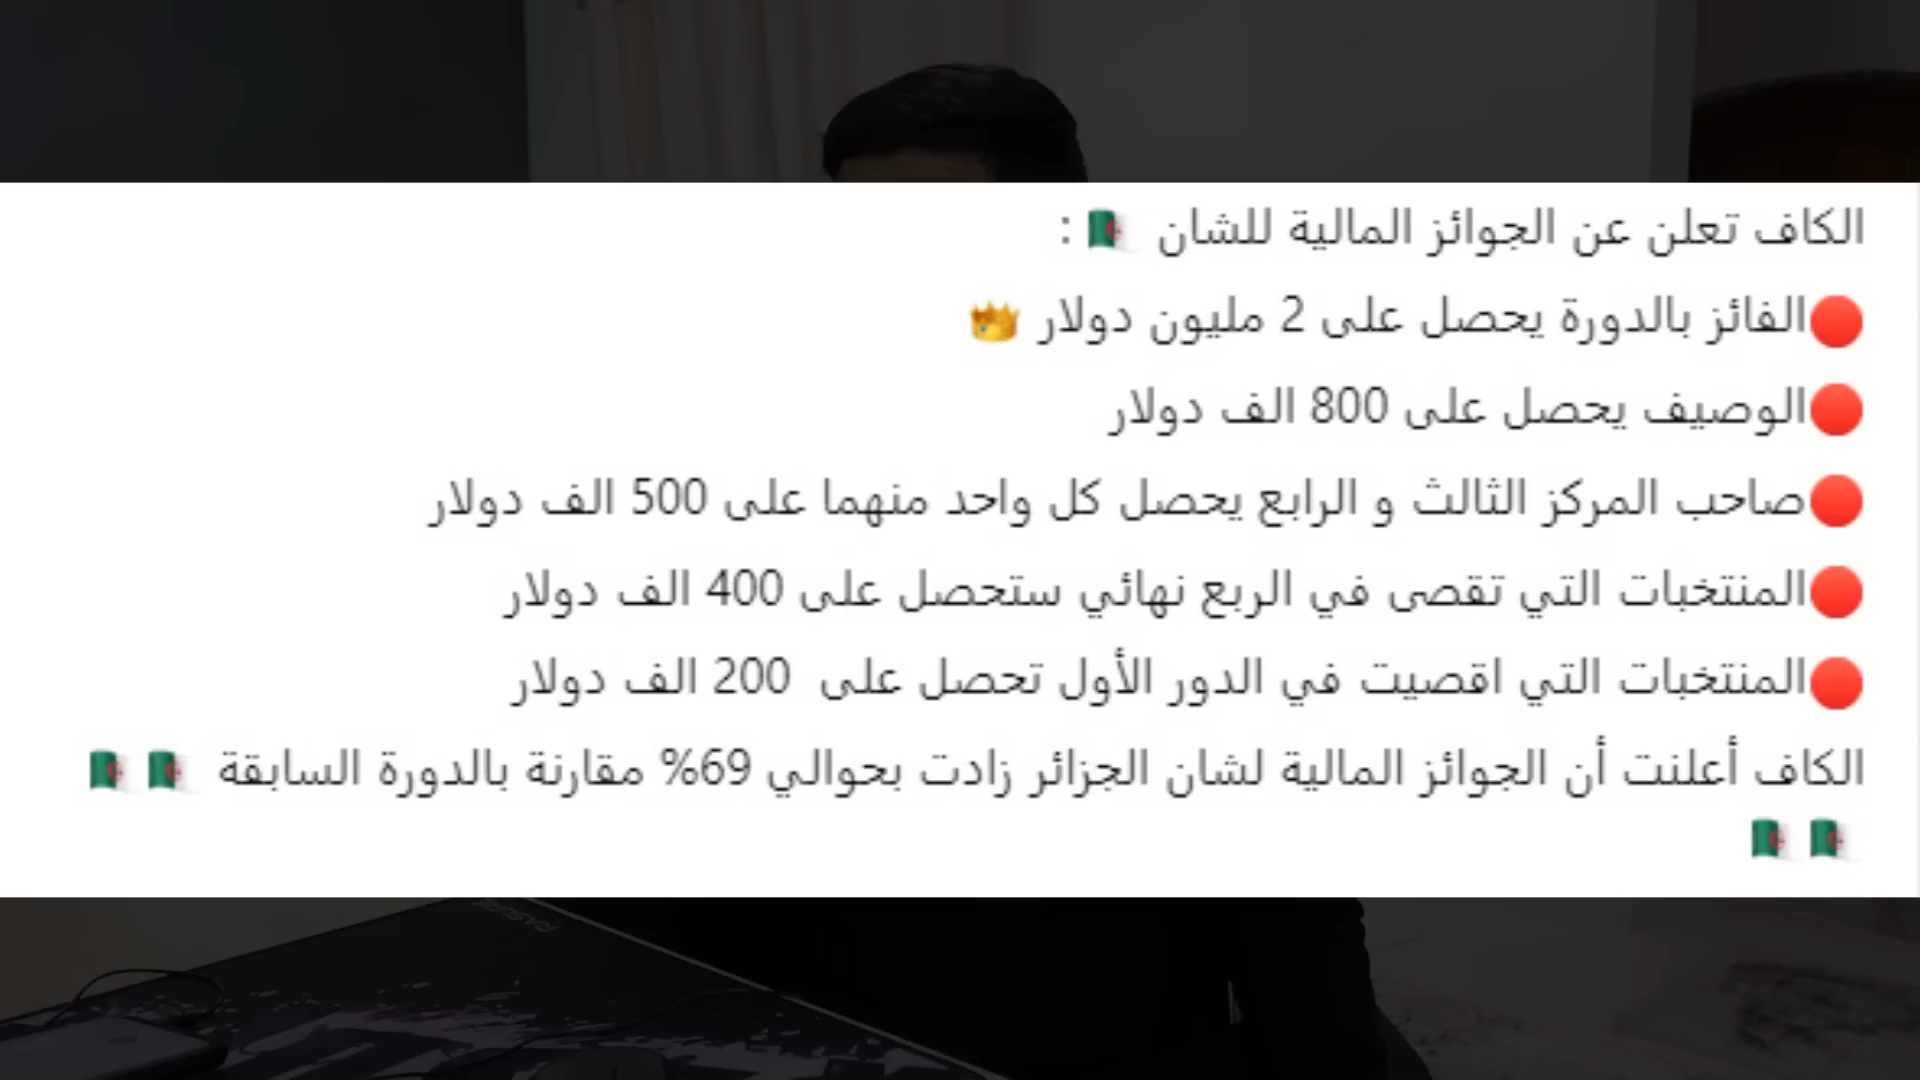 الكاف تعلن عن الجوائز المالية للشان 🇩🇿 :
🔴الفائز بالدورة يحصل على 2 مليون دولار 👑
🔴الوصيف يحصل على 800 الف دولار
🔴صاحب المركز الثالث و الرابع يحصل كل واحد منهما على 500 الف دولار
🔴المنتخبات التي تقصى في الربع نهائي ستحصل على 400 الف دولار
🔴المنتخبات التي اقصيت في الدور الأول تحصل على 200 الف دولار
الكاف أعلنت أن الجوائز المالية لشان الجزائر زادت بحوالي 69% مقارنة بالدورة السابقة 🇩🇿 🇩🇿
🇩🇿 🇩🇿